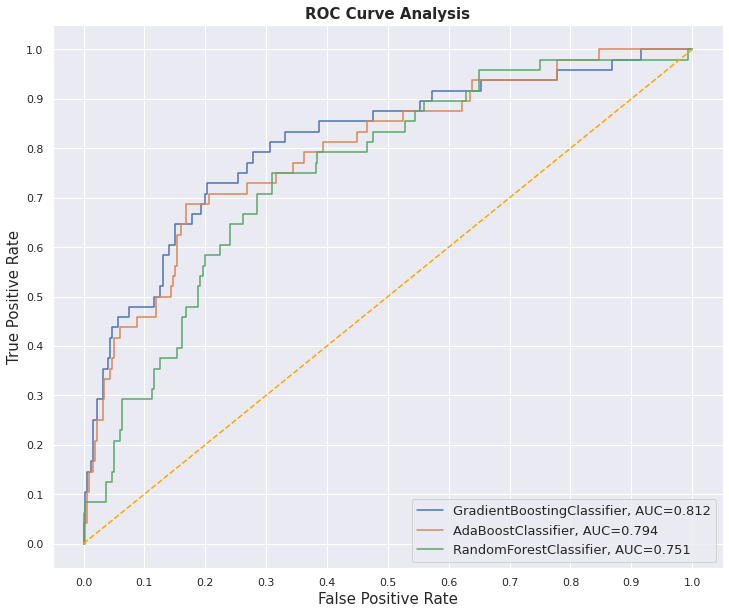 ROC Curve Analysis
True Positive Rate
1.0
0.9
0.8
0.7
0.6
0.5
0.4
0.3
0.2
0.1
0.0
GradientBoostingClassifier, AUC=0.812
AdaBoostClassifier, AUC=0.794
RandomForestClassifier, AUC=0.751
0.0 0.1 0.2 0.3 0.4 0.5 0.6 0.7 0.8 0.9 1.0
False Positive Rate